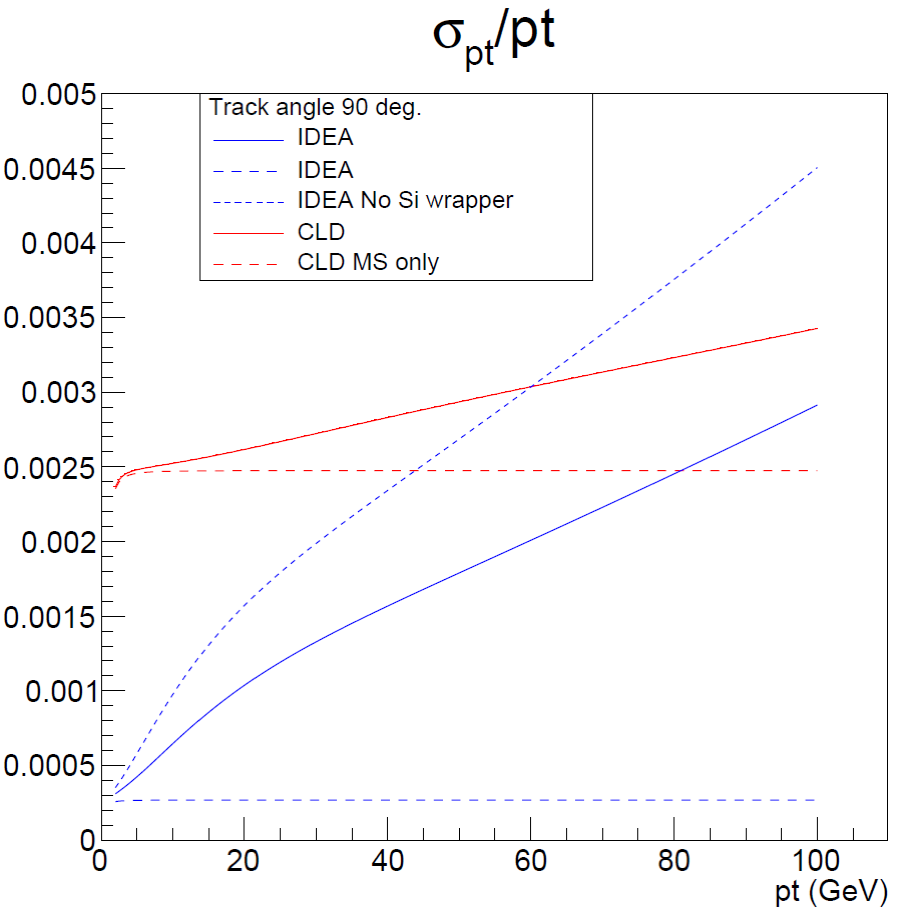 σpt/pt
0.005
0.0045
0.004
0.0035
0.003
0.0025
0.002
0.0015
0.001
0.0005
0
Track angle 90 deg.
IDEA
IDEA
IDEA No Si wrapper
CLD
CLD MS only
0 20 40 60 80 100
pt (GeV)